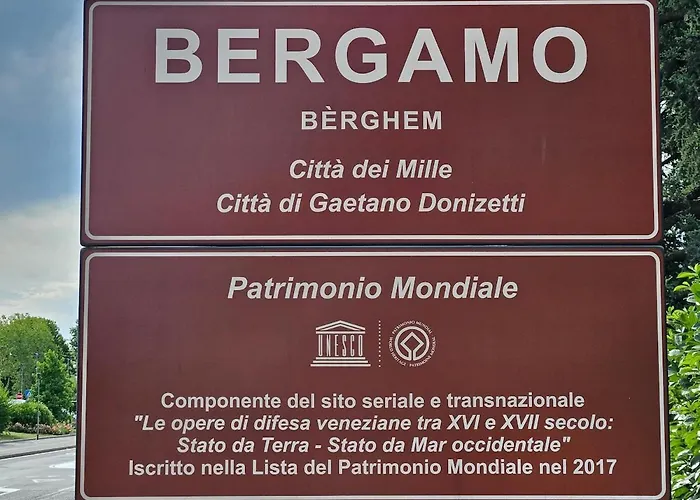 BERGAMO
BÈRGHEM
Città dei Mille
Città di Gaetano Donizetti
Patrimonio Mondiale
UNESCO
Componente del sito seriale e transnazionale
"Le opere di difesa veneziane tra XVI e XVII secolo:
Stato da Terra - Stato da Mar occidentale"
Iscritto nella Lista del Patrimonio Mondiale nel 2017